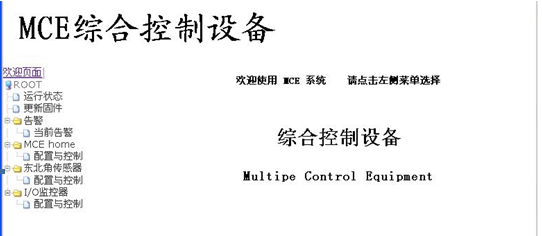 MCE综合控制设备
欢迎页面
ROOT
运行状态
更新固件
告警
当前告警
MCE home
配置与控制
东北角传感器
配置与控制
I/O监控器
配置与控制
欢迎使用 MCE 系统 请点击左侧菜单选择
综合控制设备
Multipe Control Equipment